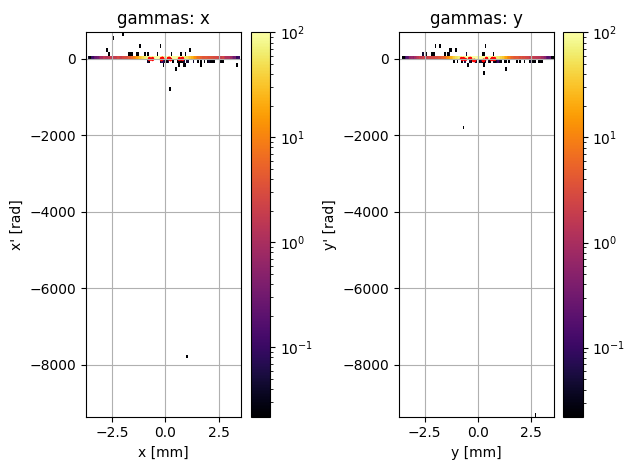 gammas: x
0
−2000
−4000
−6000
−8000
x' [rad]
−2.5 0.0 2.5
x [mm]
10²
10¹
10⁰
10⁻¹
gammas: y
0
−2000
−4000
−6000
−8000
y' [rad]
−2.5 0.0 2.5
y [mm]
10²
10¹
10⁰
10⁻¹